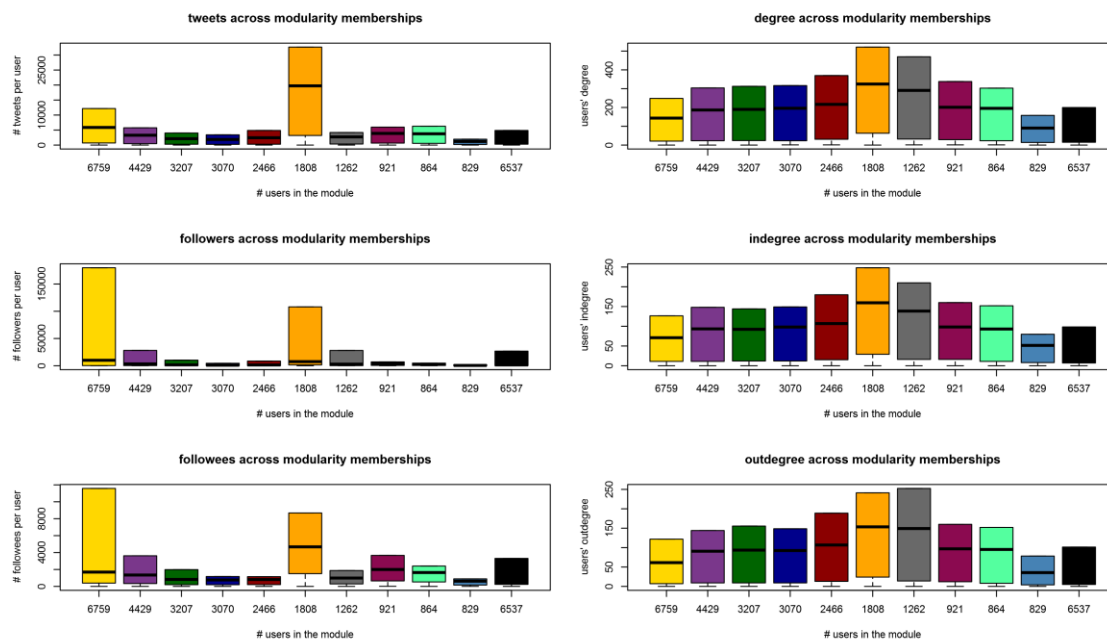 tweets across modularity memberships
# tweets per user
0 10000 25000
6759 4429 3207 3070 2466 1808 1262 921 864 829 6537
# users in the module
degree across modularity memberships
users' degree
0 200 400
6759 4429 3207 3070 2466 1808 1262 921 864 829 6537
# users in the module
followers across modularity memberships
# followers per user
0 50000 150000
6759 4429 3207 3070 2466 1808 1262 921 864 829 6537
# users in the module
indegree across modularity memberships
users' indegree
0 50 150 250
6759 4429 3207 3070 2466 1808 1262 921 864 829 6537
# users in the module
followees across modularity memberships
# followees per user
0 4000 8000
6759 4429 3207 3070 2466 1808 1262 921 864 829 6537
# users in the module
outdegree across modularity memberships
users' outdegree
0 50 150 250
6759 4429 3207 3070 2466 1808 1262 921 864 829 6537
# users in the module